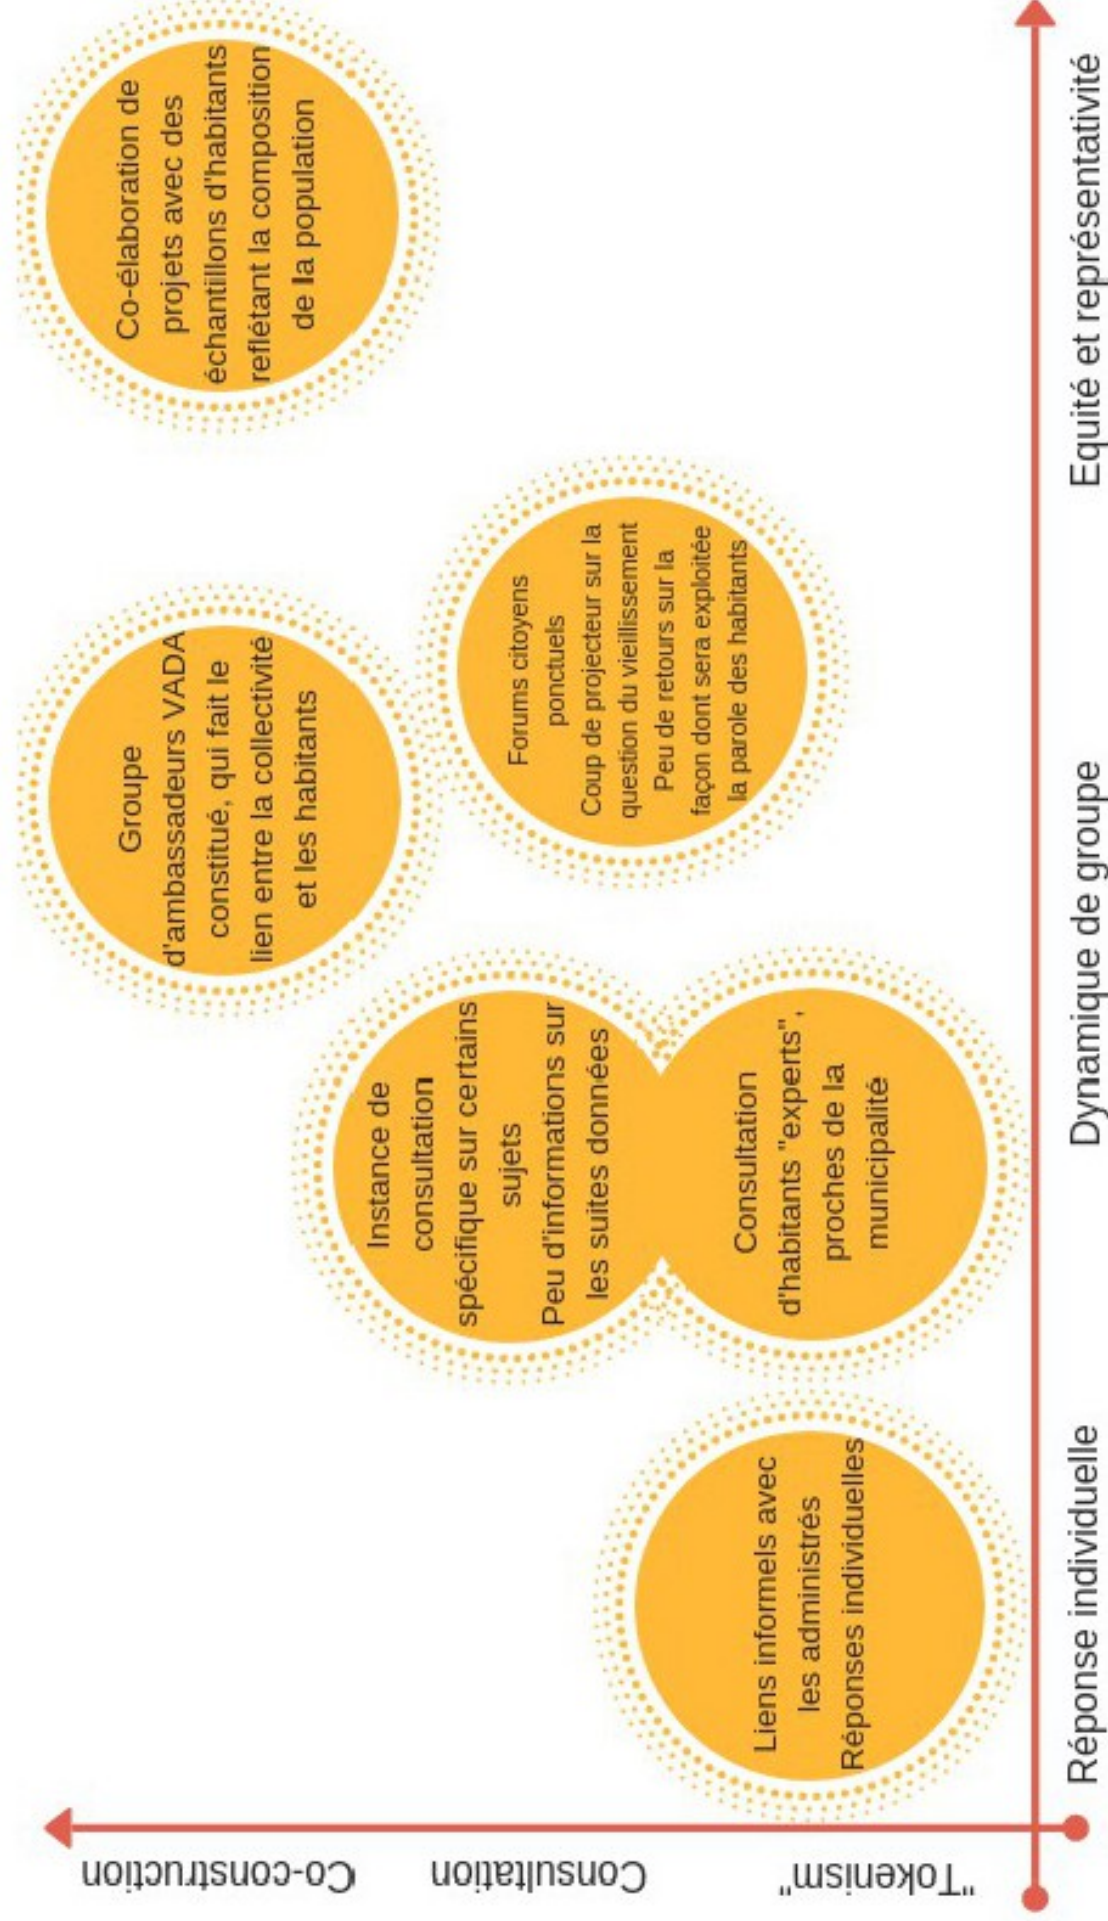 Co-construction
Consultation
"Tokenism"
Co-élaboration de
projets avec des
échantillons d'habitants
reflétant la composition
de la population
Groupe
d'ambassadeurs VADA
constitué, qui fait le
lien entre la collectivité
et les habitants
Forums citoyens
ponctuels
Coup de projecteur sur la
question du vieillissement
Peu de retours sur la
façon dont sera exploitée
la parole des habitants
Instance de
consultation
spécifique sur certains
sujets
Peu d'informations sur
les suites données
Consultation
d'habitants "experts",
proches de la
municipalité
Liens informels avec
les administrés
Réponses individuelles
Réponse individuelle
Dynamique de groupe
Equité et représentativité